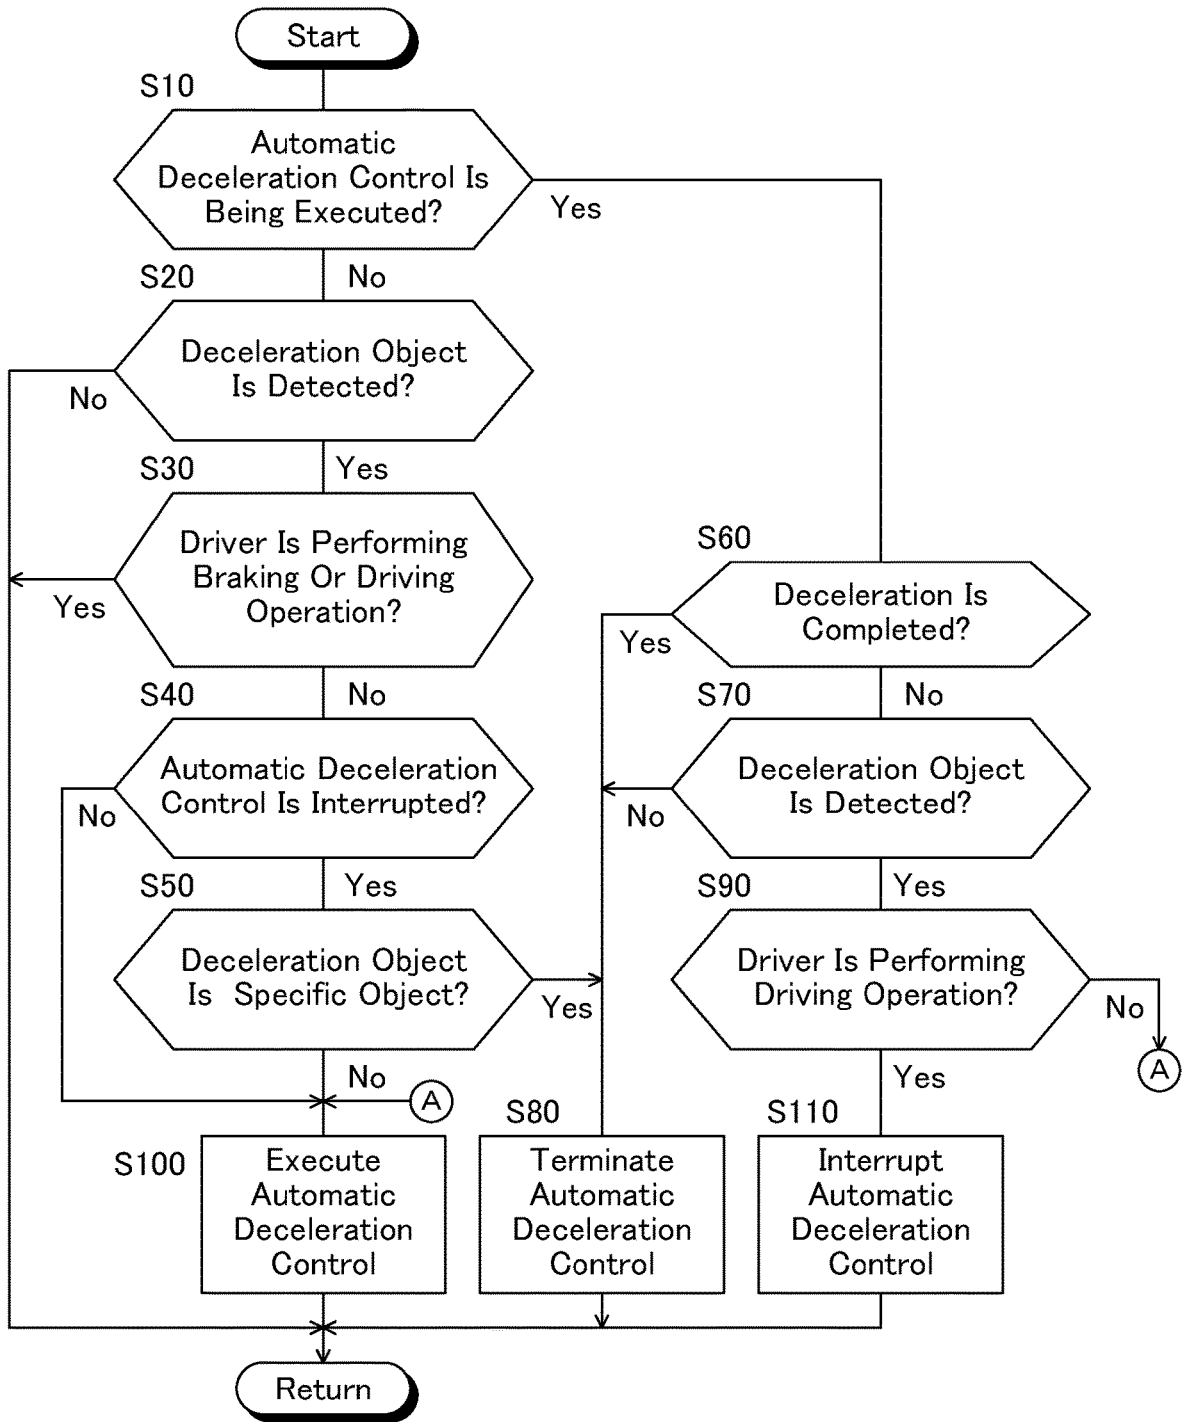 Start
S10
Automatic
Deceleration Control Is
Being Executed?
Yes
No
S20
Deceleration Object
Is Detected?
No
Yes
S30
Driver Is Performing
Braking Or Driving
Operation?
Yes
No
S40
Automatic Deceleration
Control Is Interrupted?
No
Yes
S50
Deceleration Object
Is Specific Object?
Yes
No
A
S60
Deceleration Is
Completed?
Yes
No
S70
Deceleration Object
Is Detected?
No
Yes
S90
Driver Is Performing
Driving Operation?
No
A
Yes
S100
Execute
Automatic
Deceleration
Control
S80
Terminate
Automatic
Deceleration
Control
S110
Interrupt
Automatic
Deceleration
Control
Return